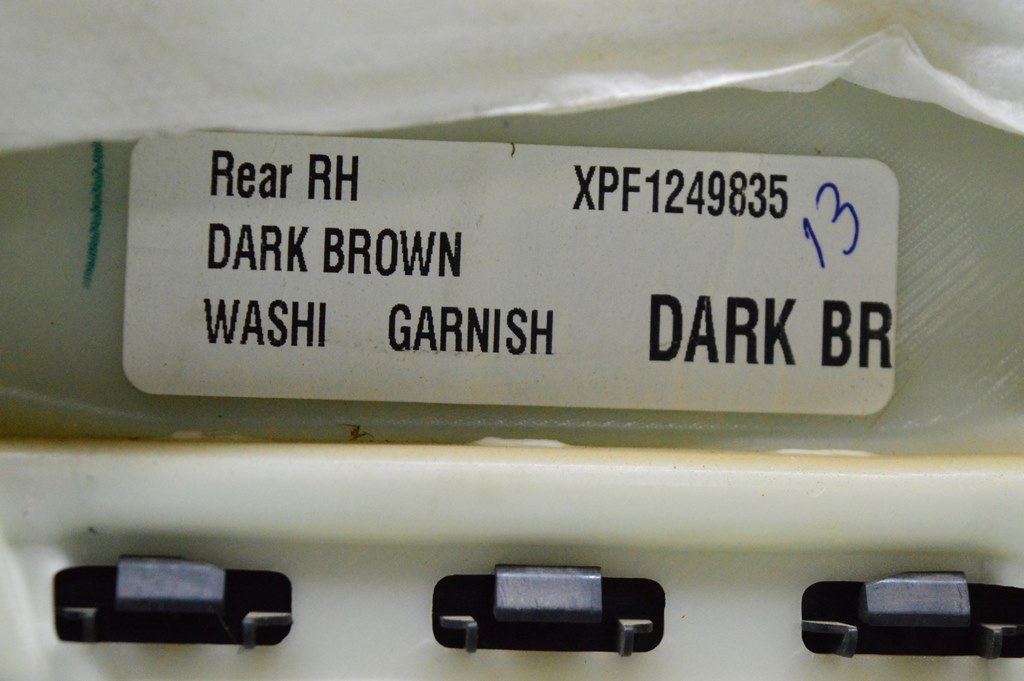 Rear RH XPF1249835 13
DARK BROWN
WASHI GARNISH DARK BR